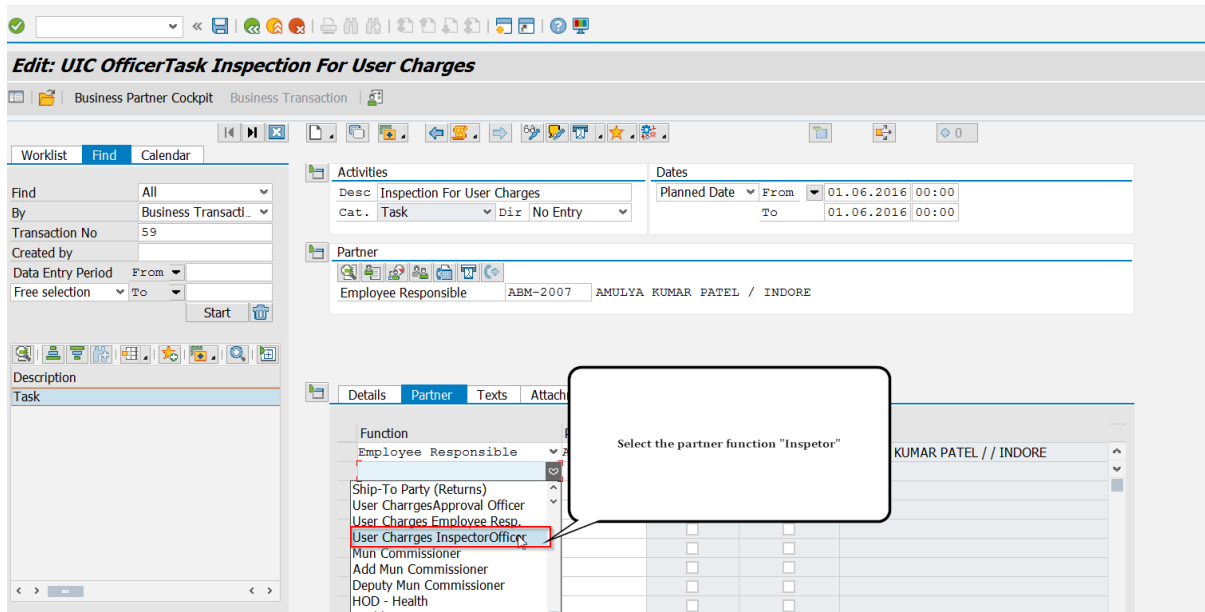 Edit: UIC OfficerTask Inspection For User Charges
Business Partner Cockpit Business Transaction
0
Worklist Find Calendar
Find All
By Business Transacti..
Transaction No 59
Created by
Data Entry Period From
Free selection To
Start
Description
Task
Activities
Desc Inspection For User Charges
Cat. Task Dir No Entry
Dates
Planned Date From 01.06.2016 00:00
To 01.06.2016 00:00
Partner
Employee Responsible ABM-2007 AMULYA KUMAR PATEL / INDORE
Details Partner Texts
Function
Employee Responsible KUMAR PATEL / / INDORE
Ship-To Party (Returns)
User CharrgesApproval Officer
User Charges Employee Resp.
User Charrges InspectorOfficer
Mun Commissioner
Add Mun Commissioner
Deputy Mun Commissioner
HOD - Health
Select the partner function "Inspetor"